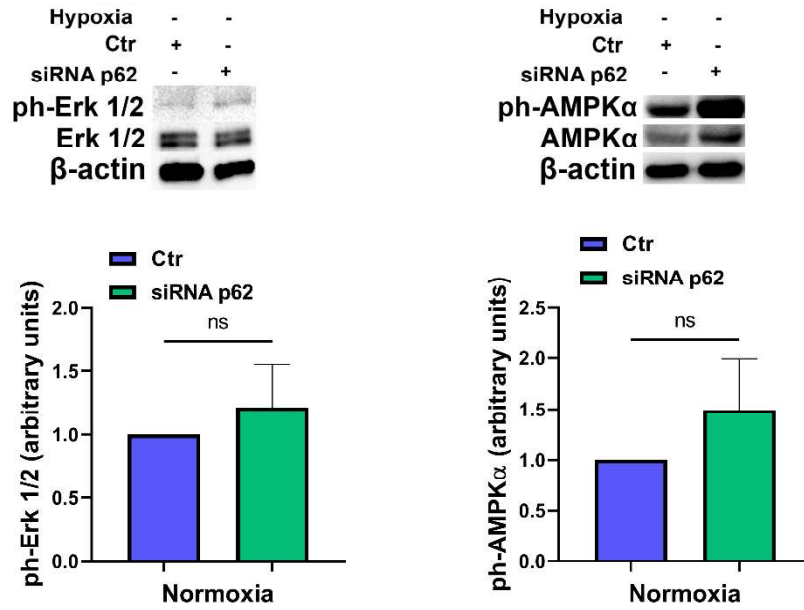 Hypoxia - -
Ctr + -
siRNA p62 - +
ph-Erk 1/2
Erk 1/2
β-actin
Ctr
siRNA p62
ph-Erk 1/2 (arbitrary units)
2.0
1.5
1.0
0.5
0.0
ns
Normoxia
Hypoxia - -
Ctr + -
siRNA p62 - +
ph-AMPKα
AMPKα
β-actin
Ctr
siRNA p62
ph-AMPKα (arbitrary units)
2.5
2.0
1.5
1.0
0.5
0.0
ns
Normoxia